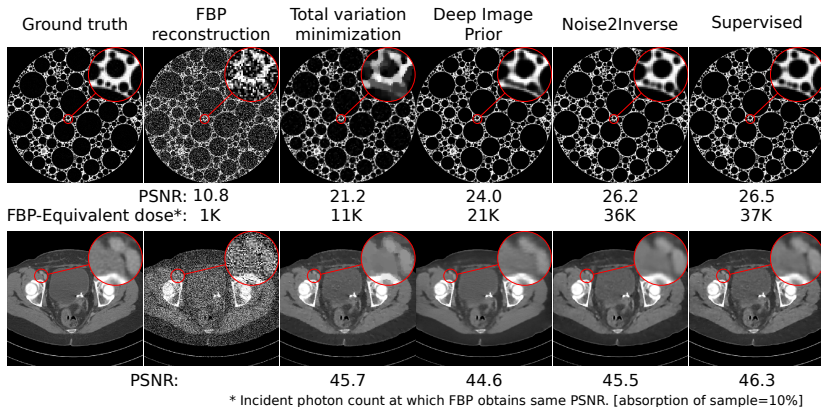 Ground truth
FBP
reconstruction
Total variation
minimization
Deep Image
Prior
Noise2Inverse
Supervised
PSNR: 10.8 21.2 24.0 26.2 26.5
FBP-Equivalent dose*: 1K 11K 21K 36K 37K
PSNR: 45.7 44.6 45.5 46.3
* Incident photon count at which FBP obtains same PSNR. [absorption of sample=10%]